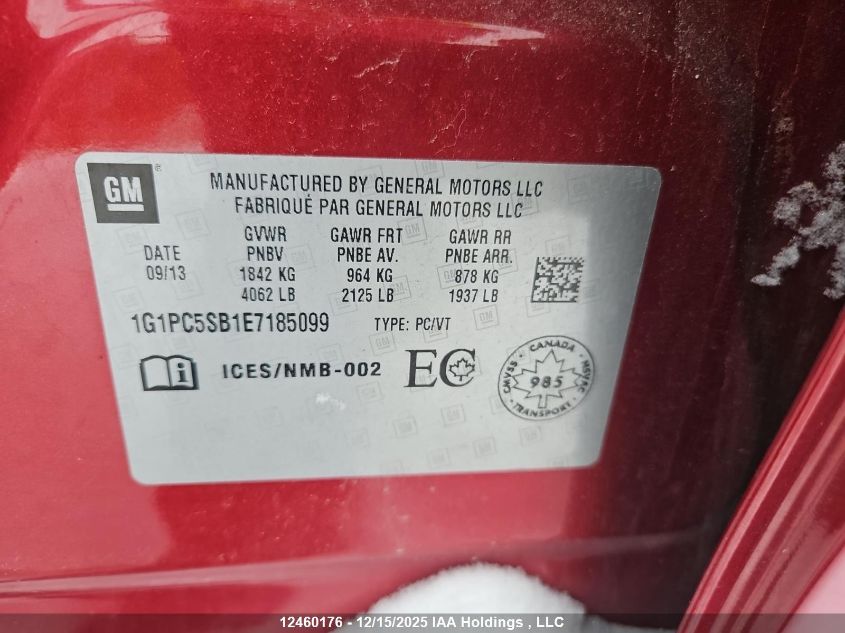 GM
MANUFACTURED BY GENERAL MOTORS LLC
FABRIQUÉ PAR GENERAL MOTORS LLC
DATE
09/13
GVWR
PNBV
1842 KG
4062 LB
GAWR FRT
PNBE AV.
964 KG
2125 LB
GAWR RR
PNBE ARR.
878 KG
1937 LB
1G1PC5SB1E7185099 TYPE: PC/VT
ICES/NMB-002
EC
CANADA
CMVSS 985 NSVAC
TRANSPORT
12460176 - 12/15/2025 IAA Holdings , LLC